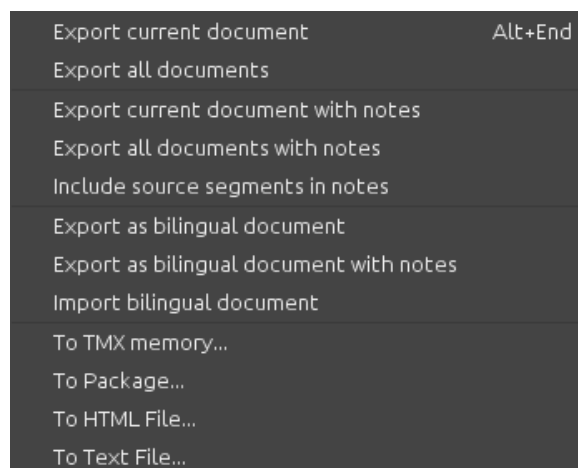 Export current document Alt+End
Export all documents
Export current document with notes
Export all documents with notes
Include source segments in notes
Export as bilingual document
Export as bilingual document with notes
Import bilingual document
To TMX memory...
To Package...
To HTML File...
To Text File...